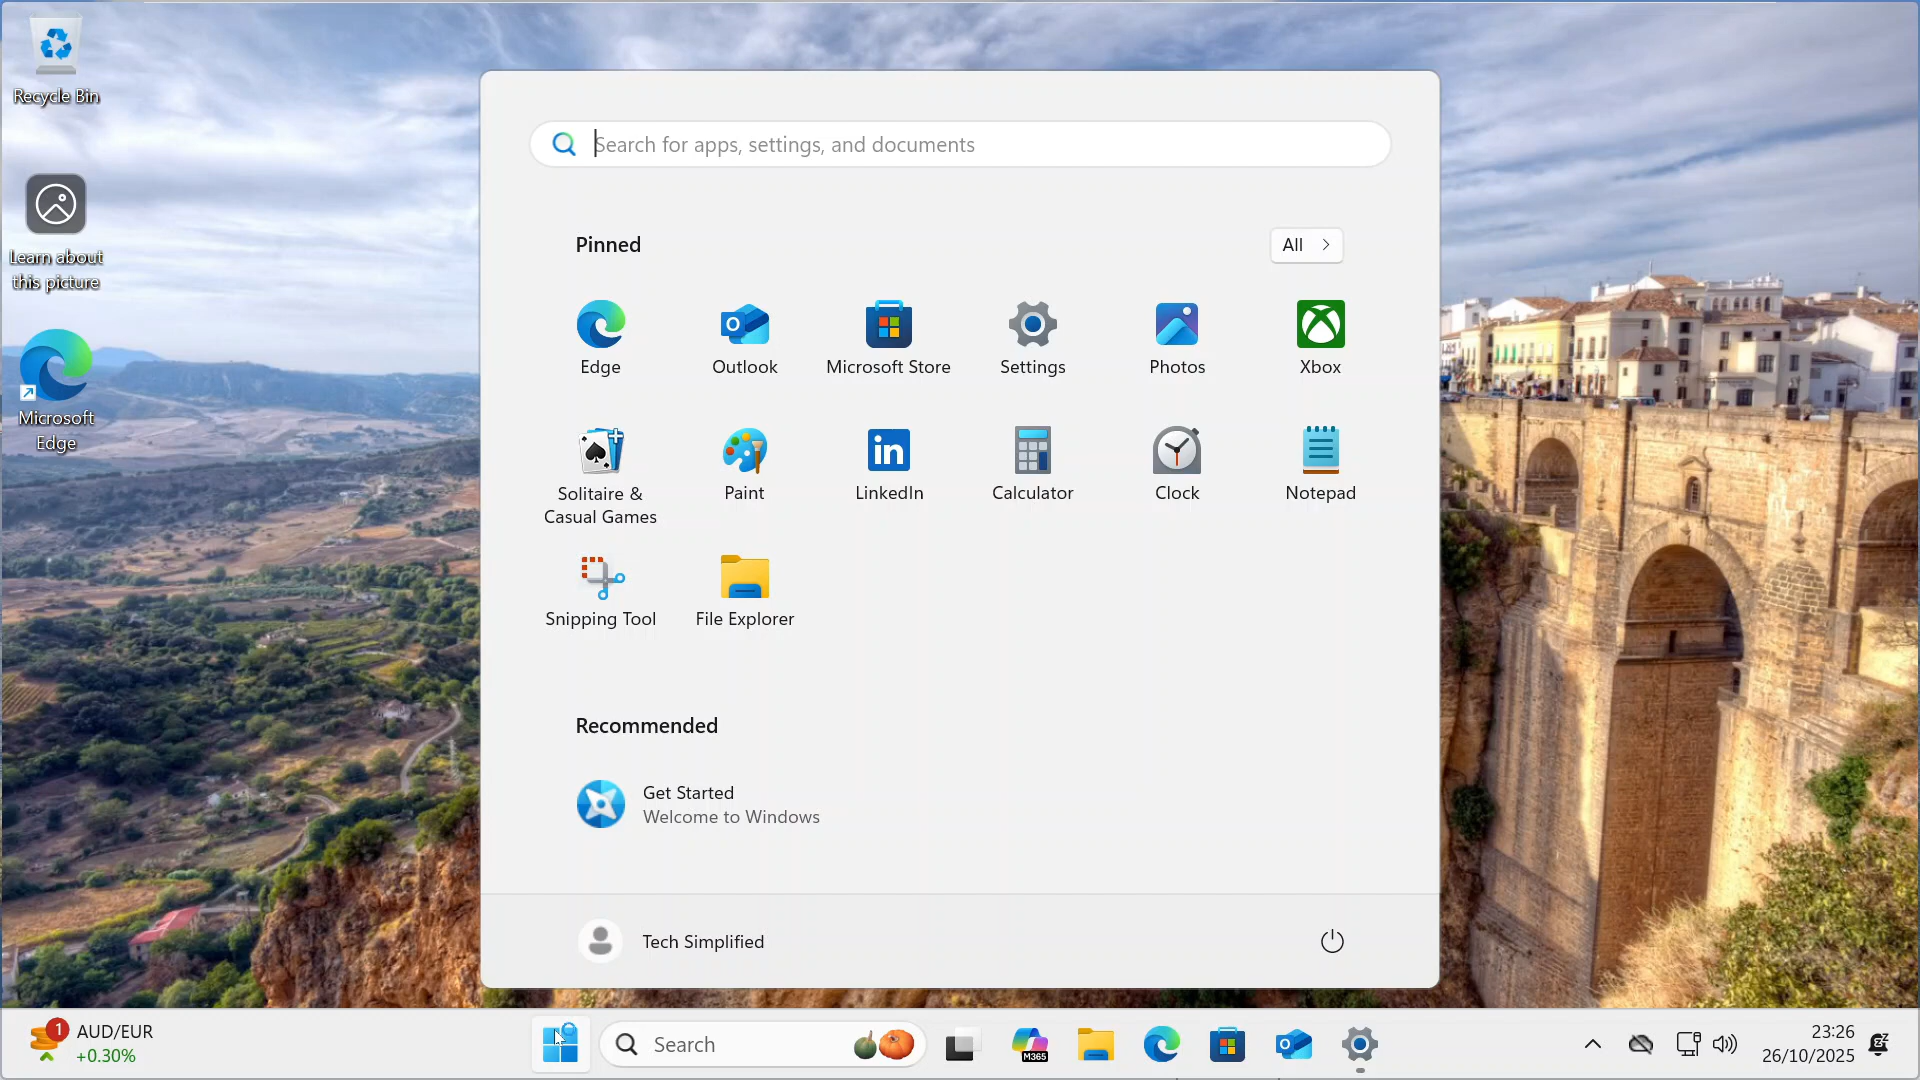 Recycle Bin
Learn about
this picture
Microsoft
Edge
Search for apps, settings, and documents
Pinned
All
Edge
Outlook
Microsoft Store
Settings
Photos
Xbox
Solitaire &
Casual Games
Paint
LinkedIn
Calculator
Clock
Notepad
Snipping Tool
File Explorer
Recommended
Get Started
Welcome to Windows
Tech Simplified
1
AUD/EUR
+0.30%
Search
M365
23:26
26/10/2025